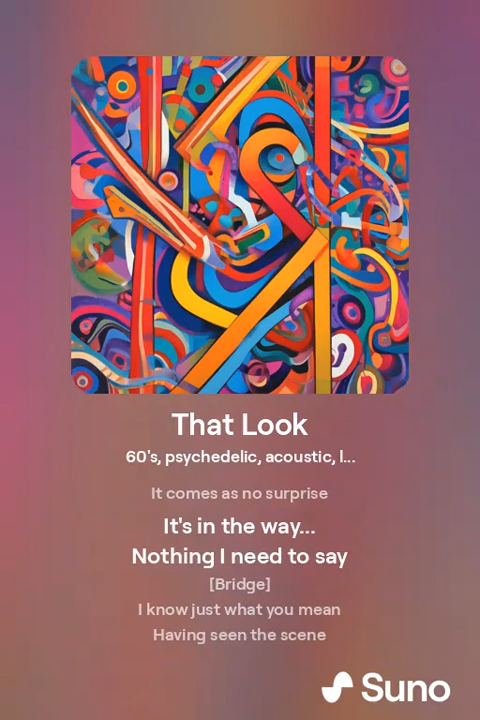 That Look
60's, psychedelic, acoustic, l...
It comes as no surprise
It's in the way...
Nothing I need to say
[Bridge]
I know just what you mean
Having seen the scene
Suno